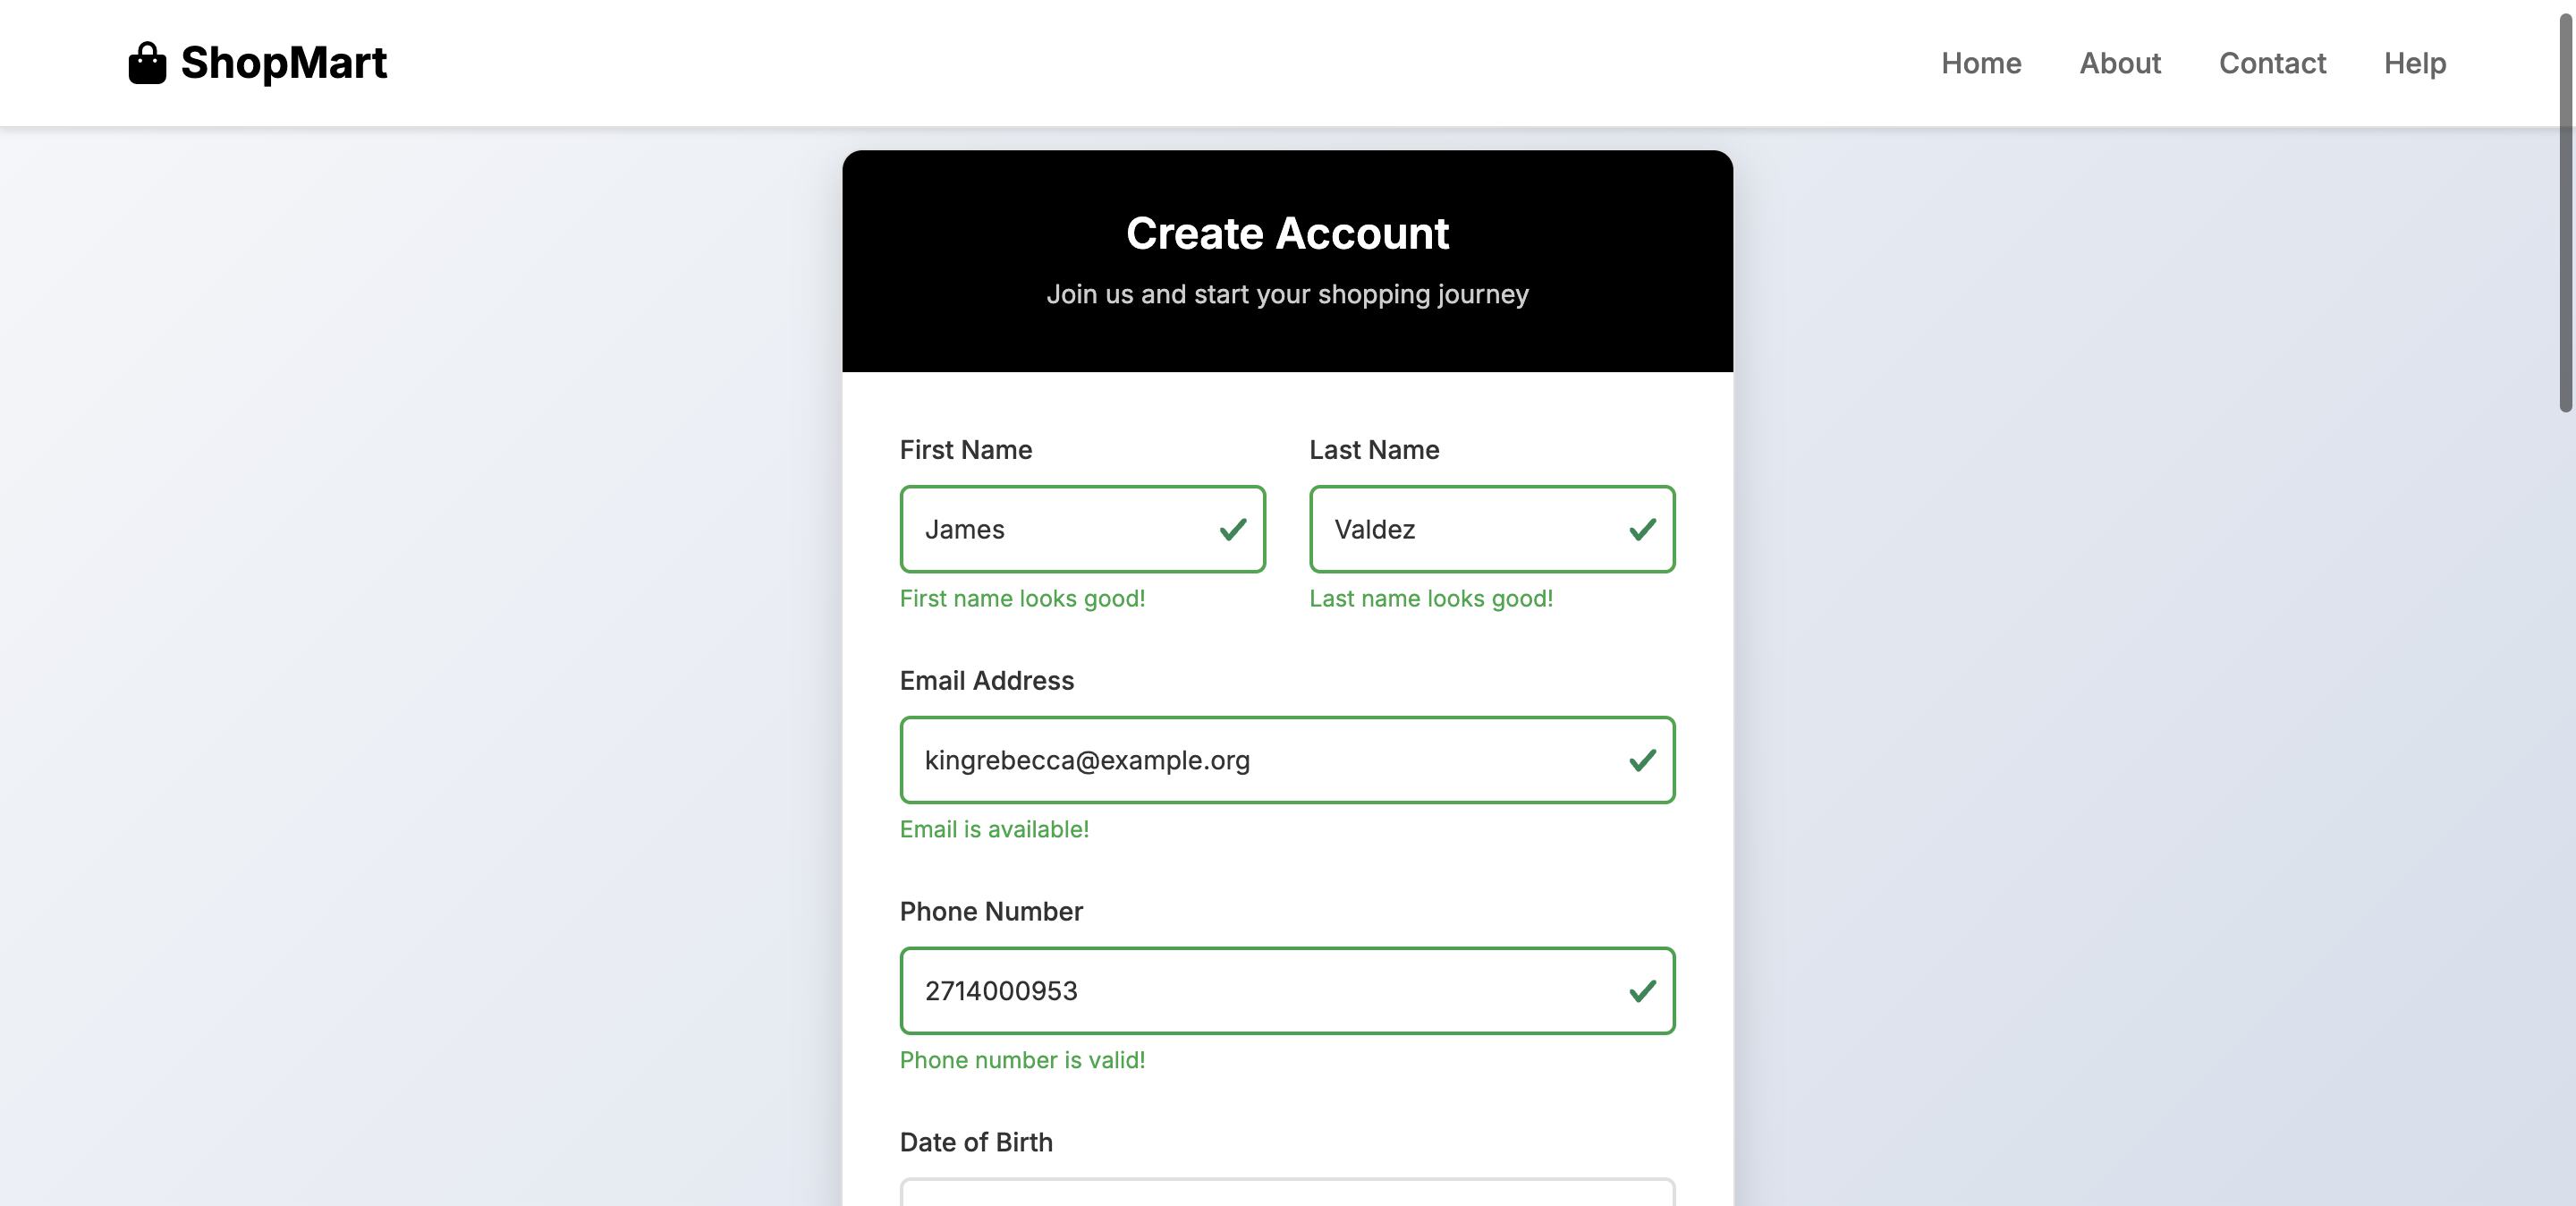 ShopMart
Home About Contact Help
Create Account
Join us and start your shopping journey
First Name Last Name
James Valdez
First name looks good! Last name looks good!
Email Address
kingrebecca@example.org
Email is available!
Phone Number
2714000953
Phone number is valid!
Date of Birth